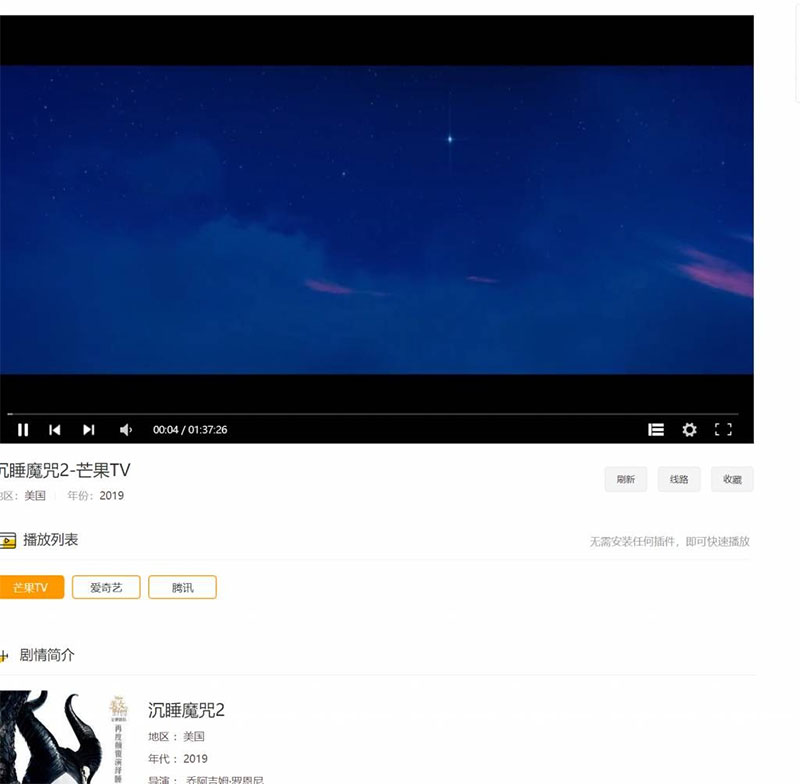 00:04 / 01:37:26
沉睡魔咒2-芒果TV
刷新 线路 收藏
地区：美国 年份：2019
播放列表
无需安装任何插件，即可快速播放
芒果TV 爱奇艺 腾讯
剧情简介
沉睡魔咒2
地区： 美国
年代： 2019
导演： 乔阿吉姆·罗恩尼